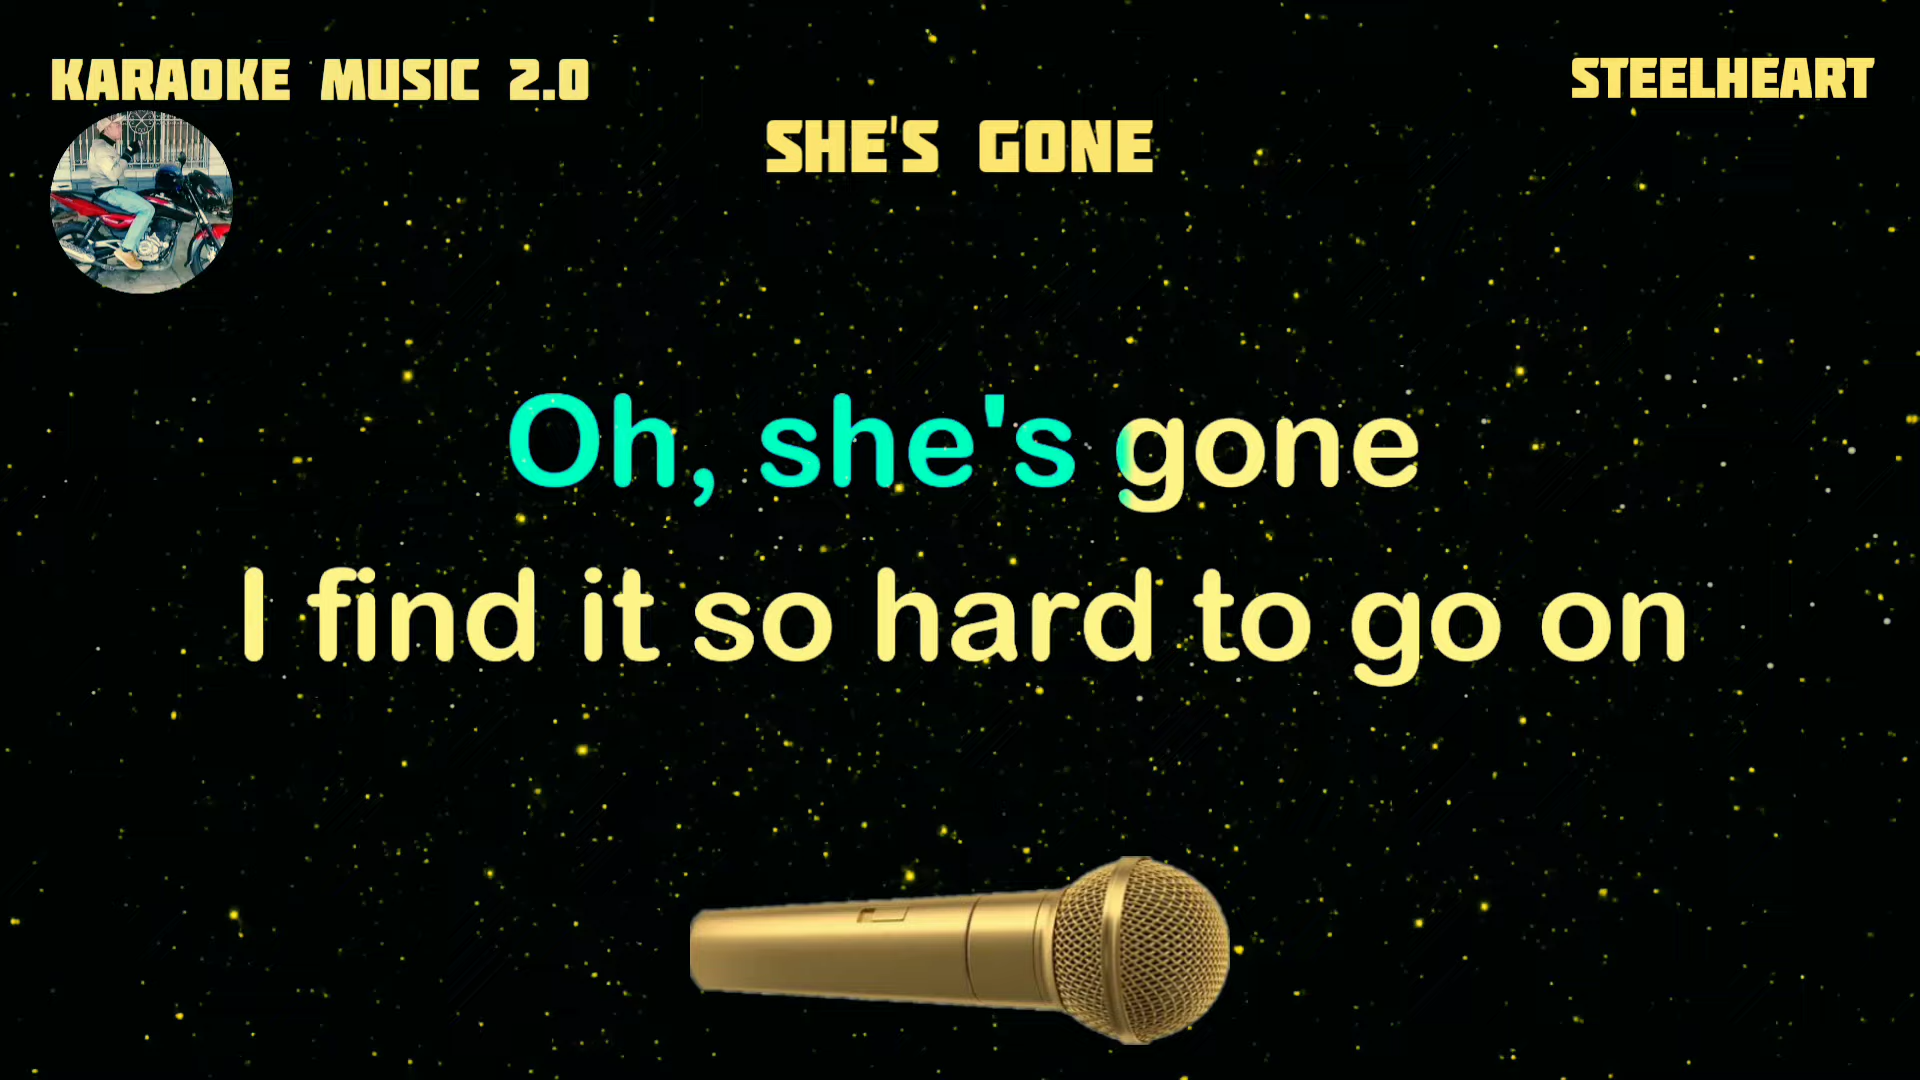 KARAOKE MUSIC 2.0
STEELHEART
SHE'S GONE
Oh, she's gone
I find it so hard to go on